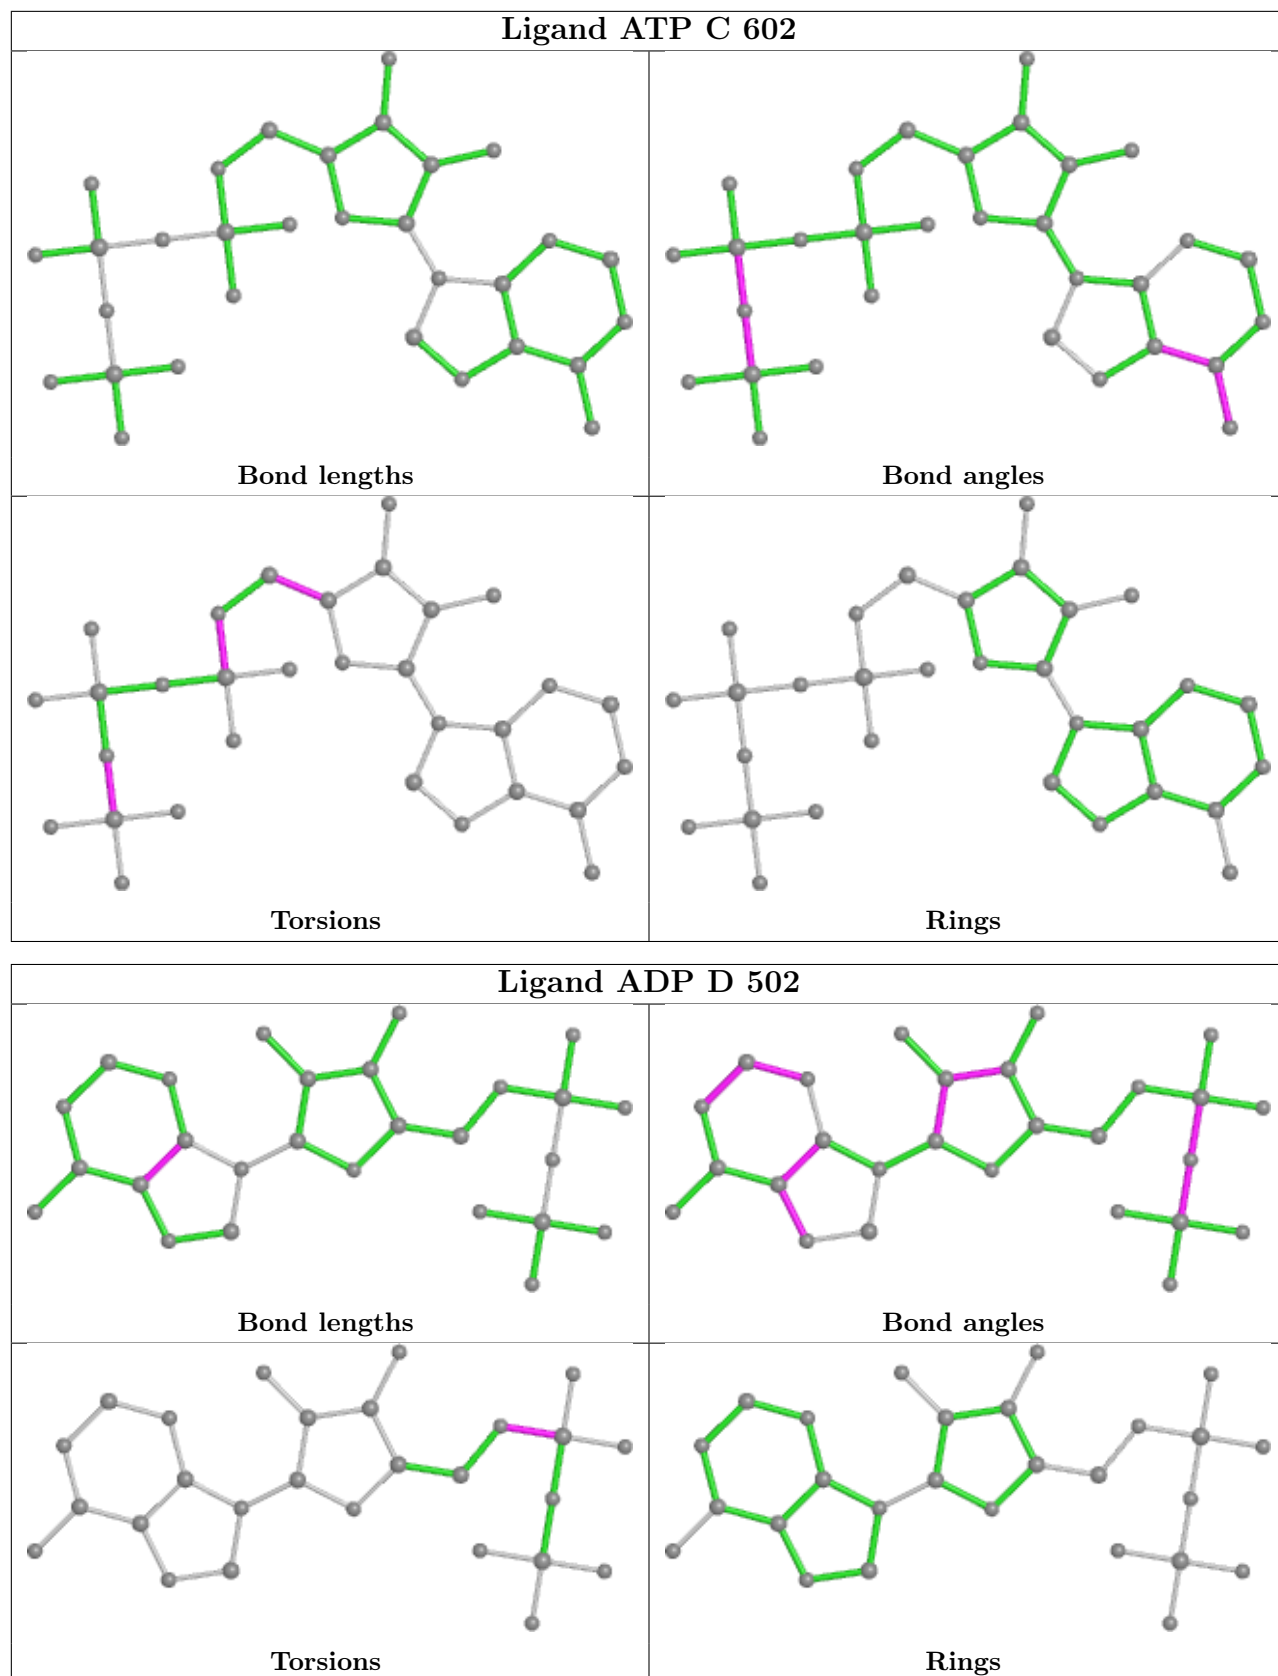 Ligand ATP C 602
Bond lengths
Bond angles
Torsions
Rings
Ligand ADP D 502
Bond lengths
Bond angles
Torsions
Rings